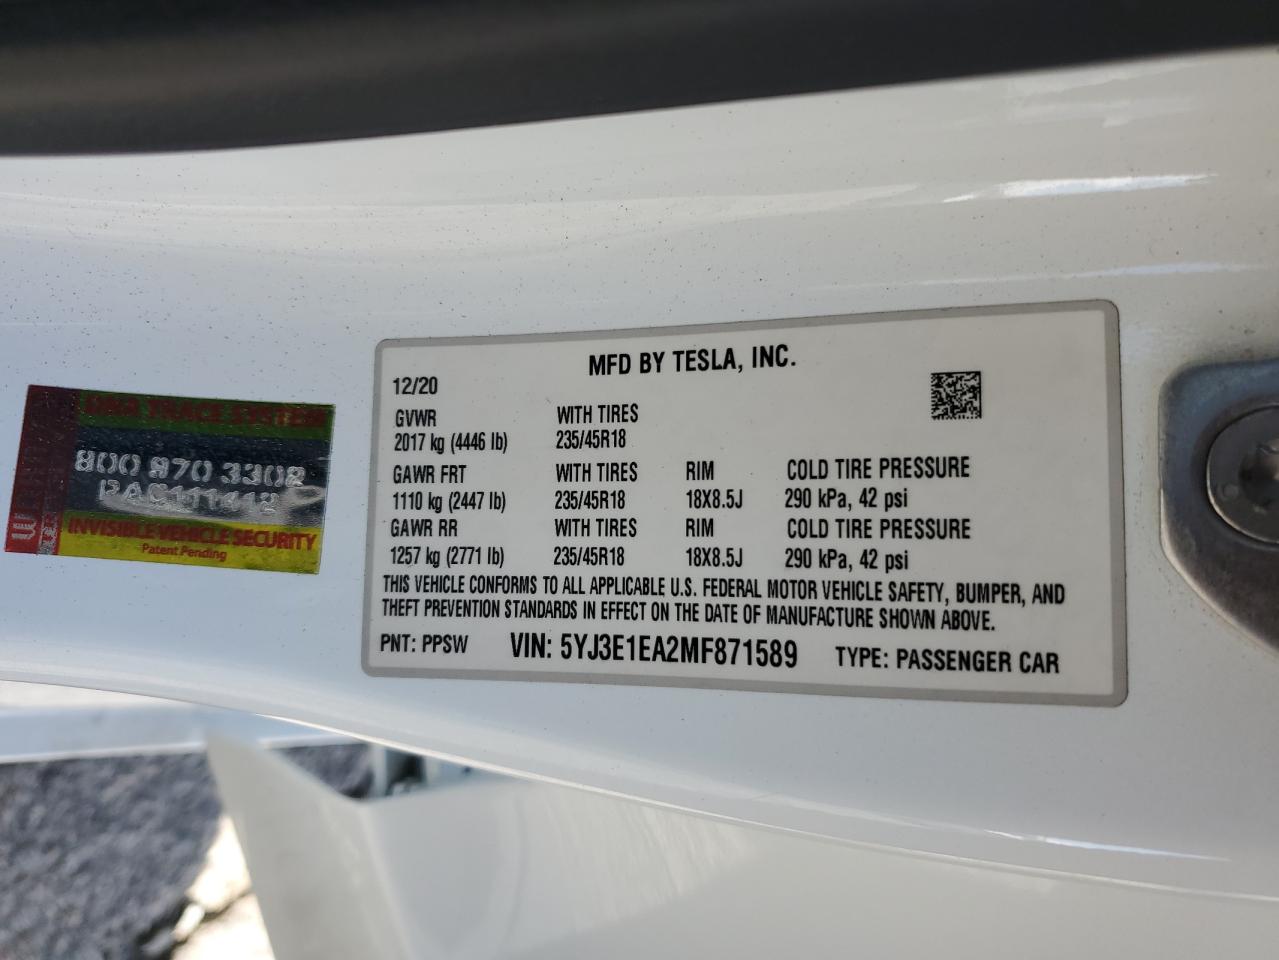 MFD BY TESLA, INC.
12/20
GVWR WITH TIRES
2017 kg (4446 lb) 235/45R18
GAWR FRT WITH TIRES RIM COLD TIRE PRESSURE
1110 kg (2447 lb) 235/45R18 18X8.5J 290 kPa, 42 psi
GAWR RR WITH TIRES RIM COLD TIRE PRESSURE
1257 kg (2771 lb) 235/45R18 18X8.5J 290 kPa, 42 psi
THIS VEHICLE CONFORMS TO ALL APPLICABLE U.S. FEDERAL MOTOR VEHICLE SAFETY, BUMPER, AND
THEFT PREVENTION STANDARDS IN EFFECT ON THE DATE OF MANUFACTURE SHOWN ABOVE.
PNT: PPSW VIN: 5YJ3E1EA2MF871589 TYPE: PASSENGER CAR
TRACE SYSTEM
800 970 3302
INVISIBLE VEHICLE SECURITY
Patent Pending